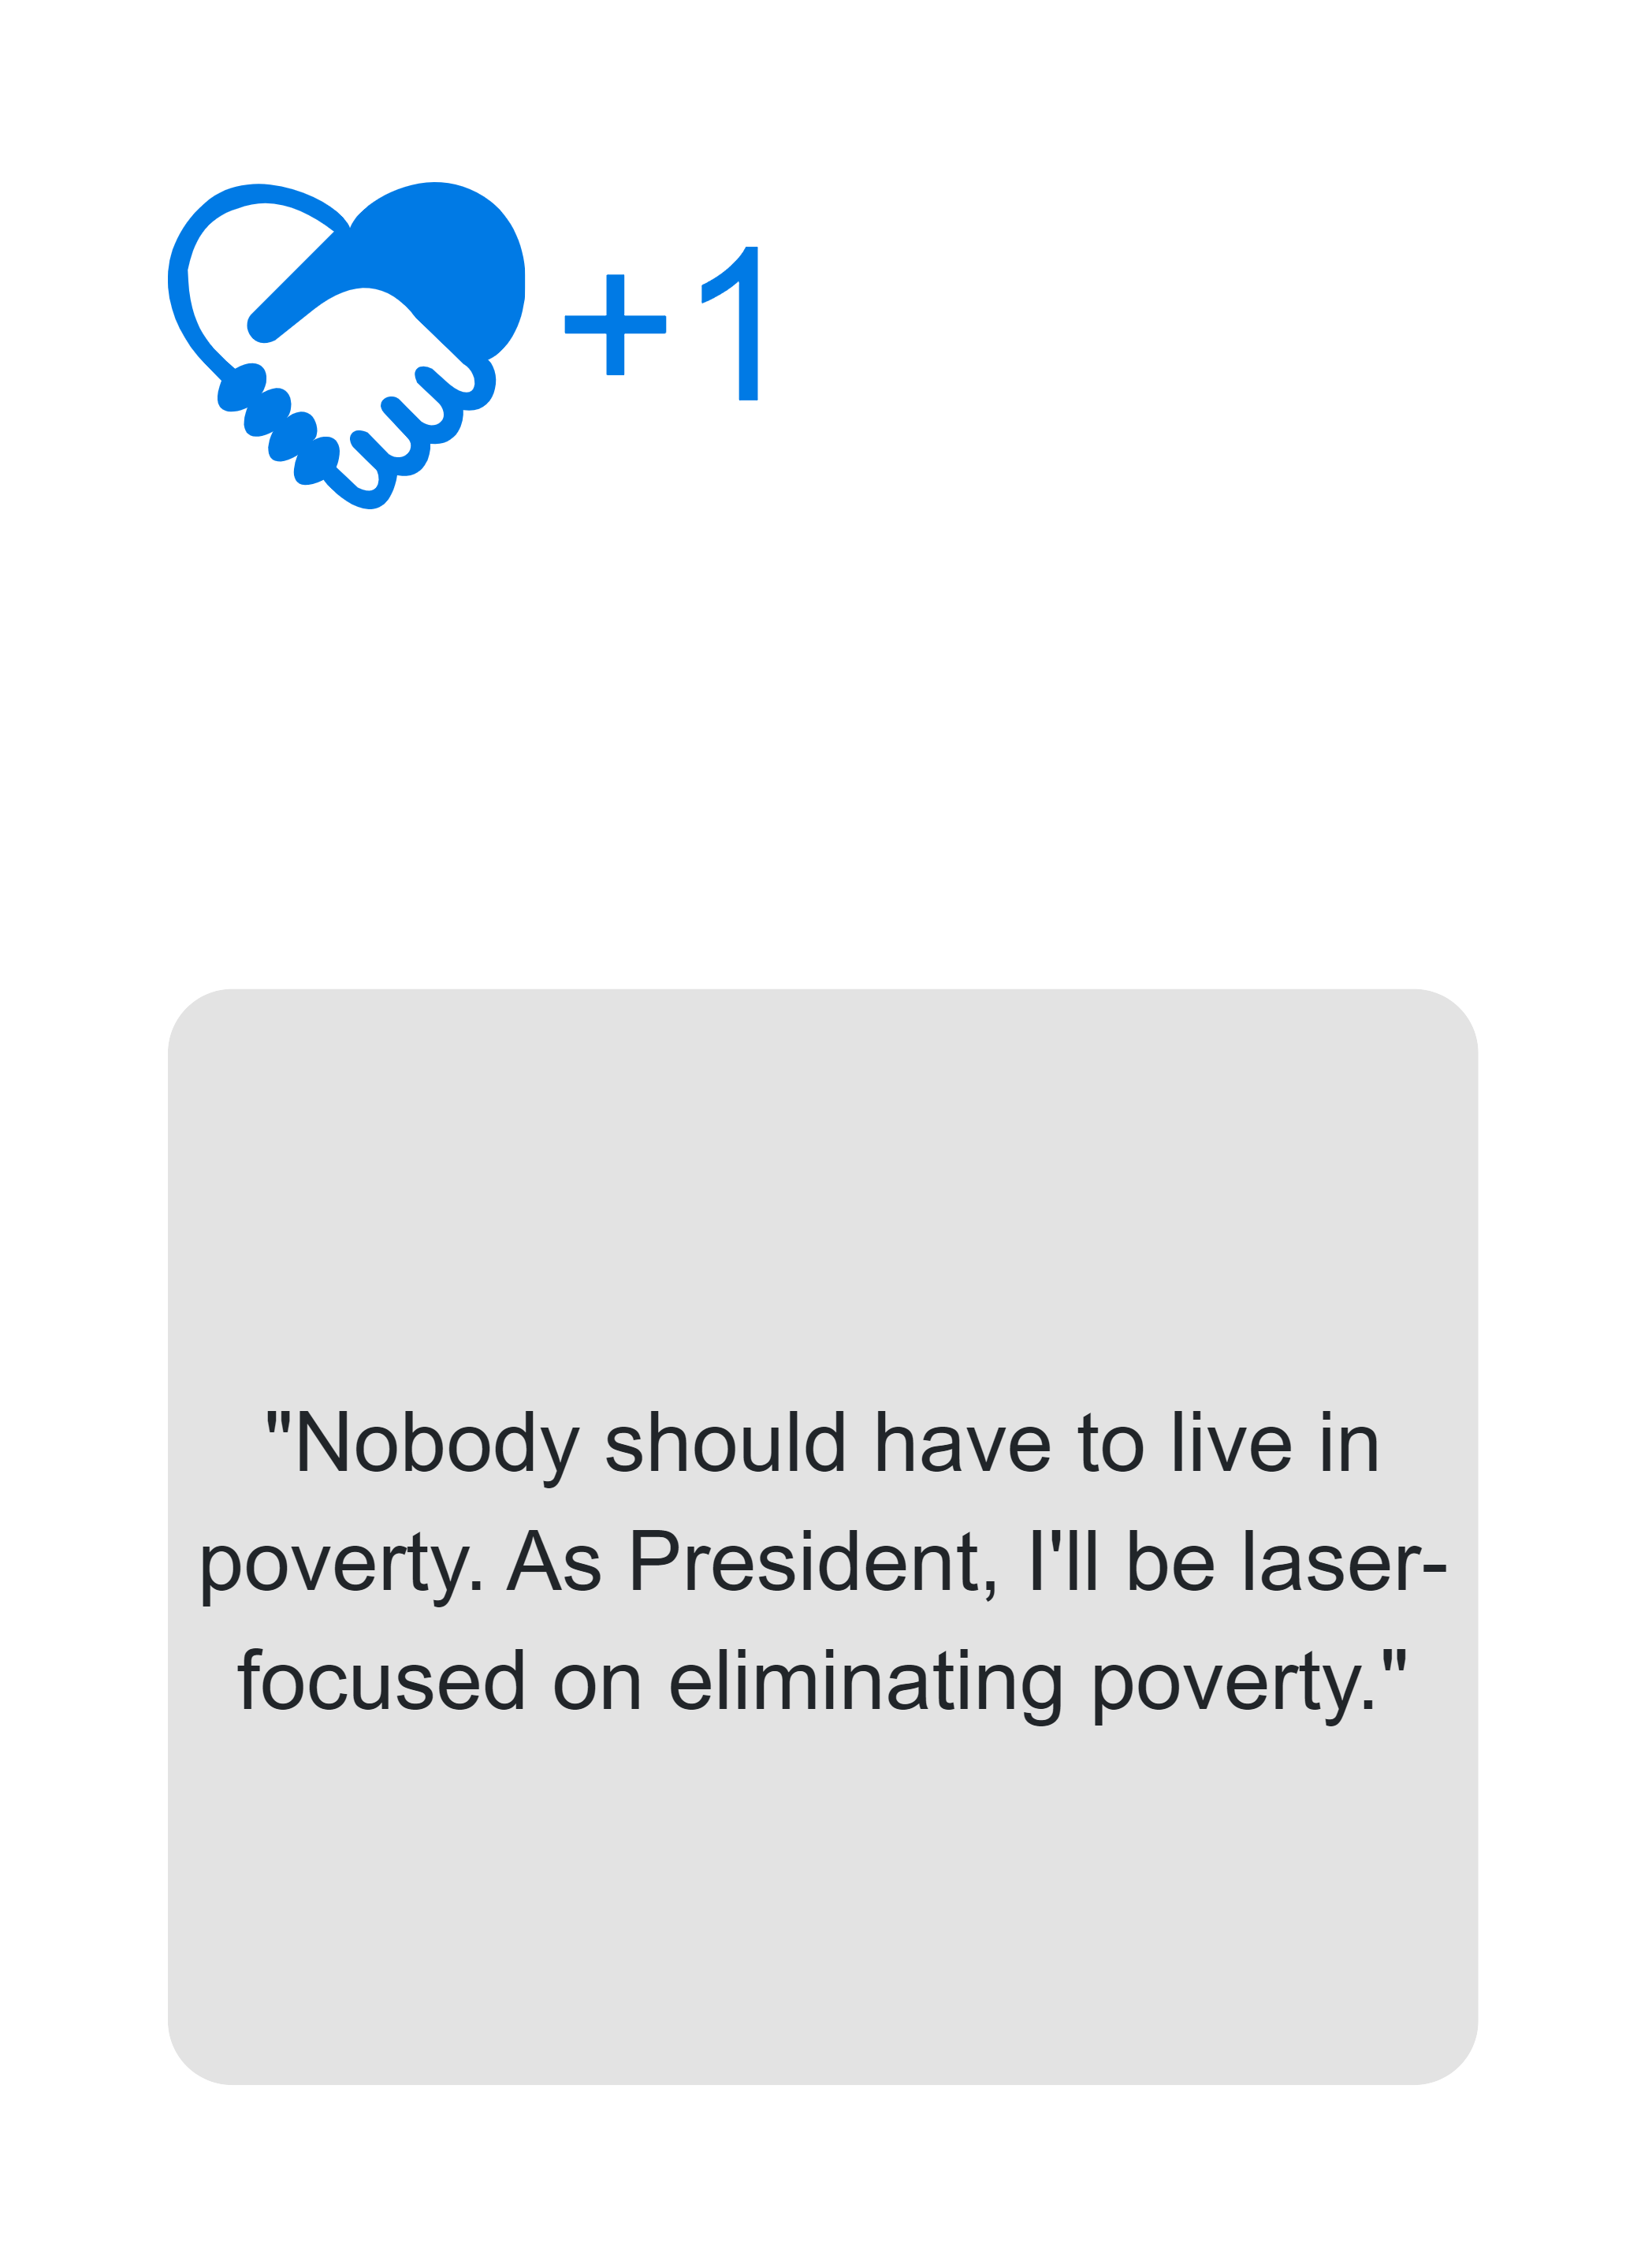 +1
"Nobody should have to live in
poverty. As President, I'll be laser-
focused on eliminating poverty."